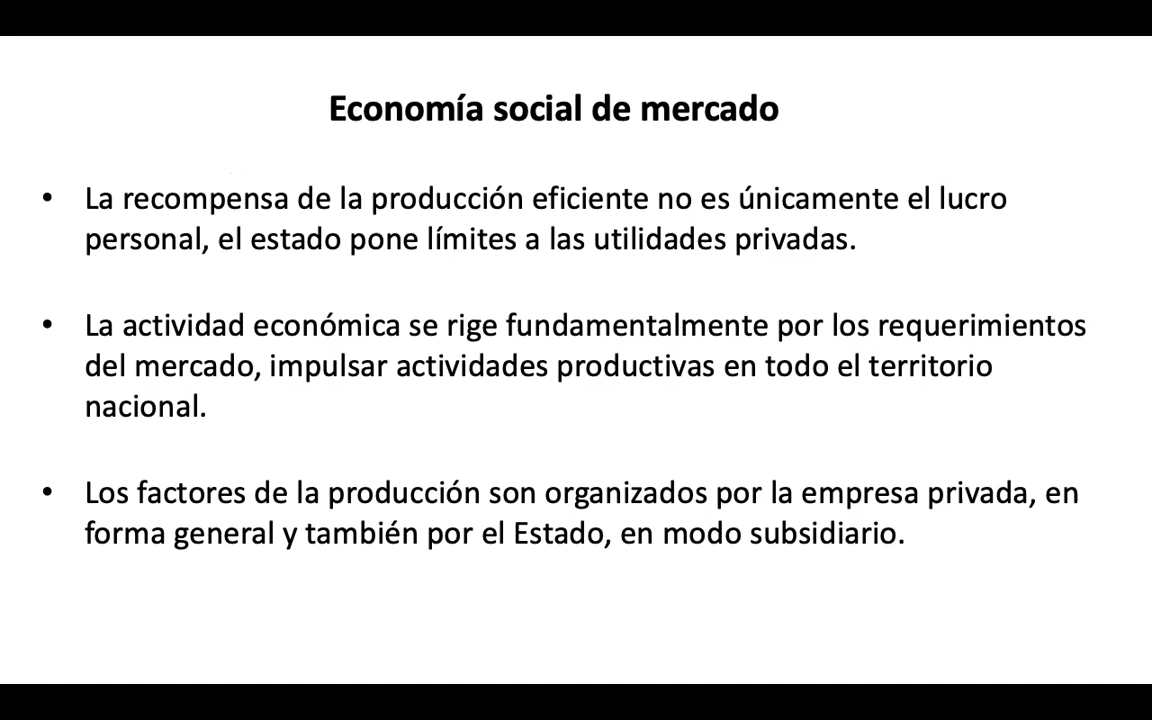 Economía social de mercado
• La recompensa de la producción eficiente no es únicamente el lucro
personal, el estado pone límites a las utilidades privadas.
• La actividad económica se rige fundamentalmente por los requerimientos
del mercado, impulsar actividades productivas en todo el territorio
nacional.
• Los factores de la producción son organizados por la empresa privada, en
forma general y también por el Estado, en modo subsidiario.